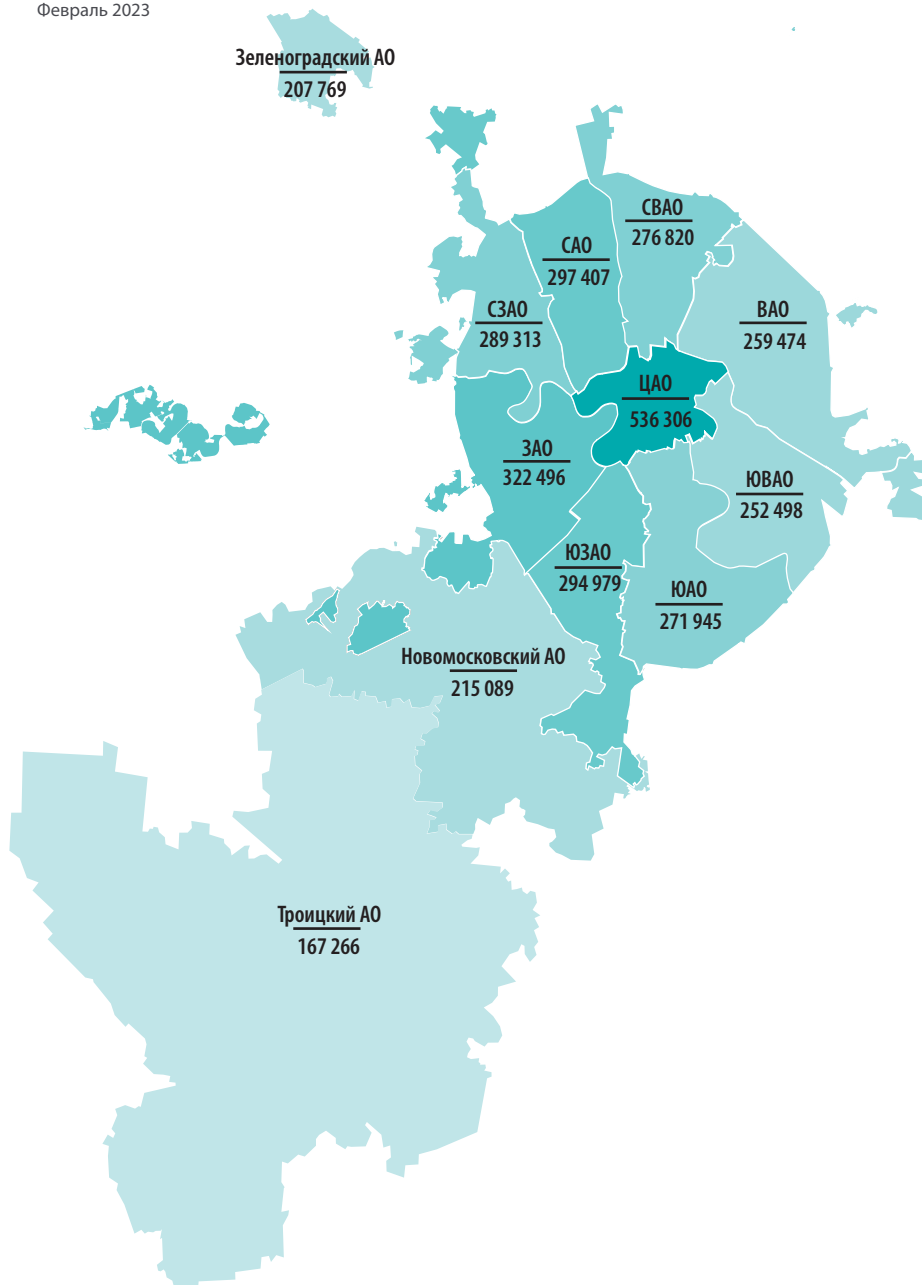 Февраль 2023
Зеленоградский АО
207 769
СВАО
276 820
САО
297 407
СЗАО
289 313
ВАО
259 474
ЦАО
536 306
ЗАО
322 496
ЮВАО
252 498
ЮЗАО
294 979
ЮАО
271 945
Новомосковский АО
215 089
Троицкий АО
167 266